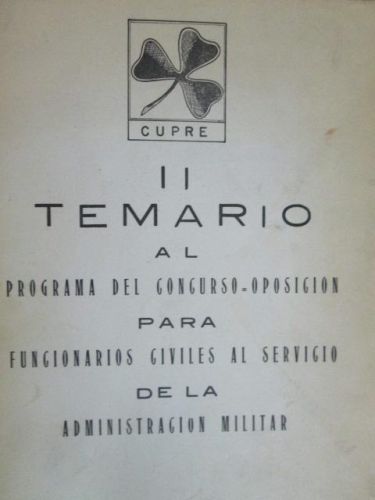 CUPRE
II
TEMARIO
AL
PROGRAMA DEL CONCURSO-OPOSICION
PARA
FUNCIONARIOS CIVILES AL SERVICIO
DE LA
ADMINISTRACION MILITAR